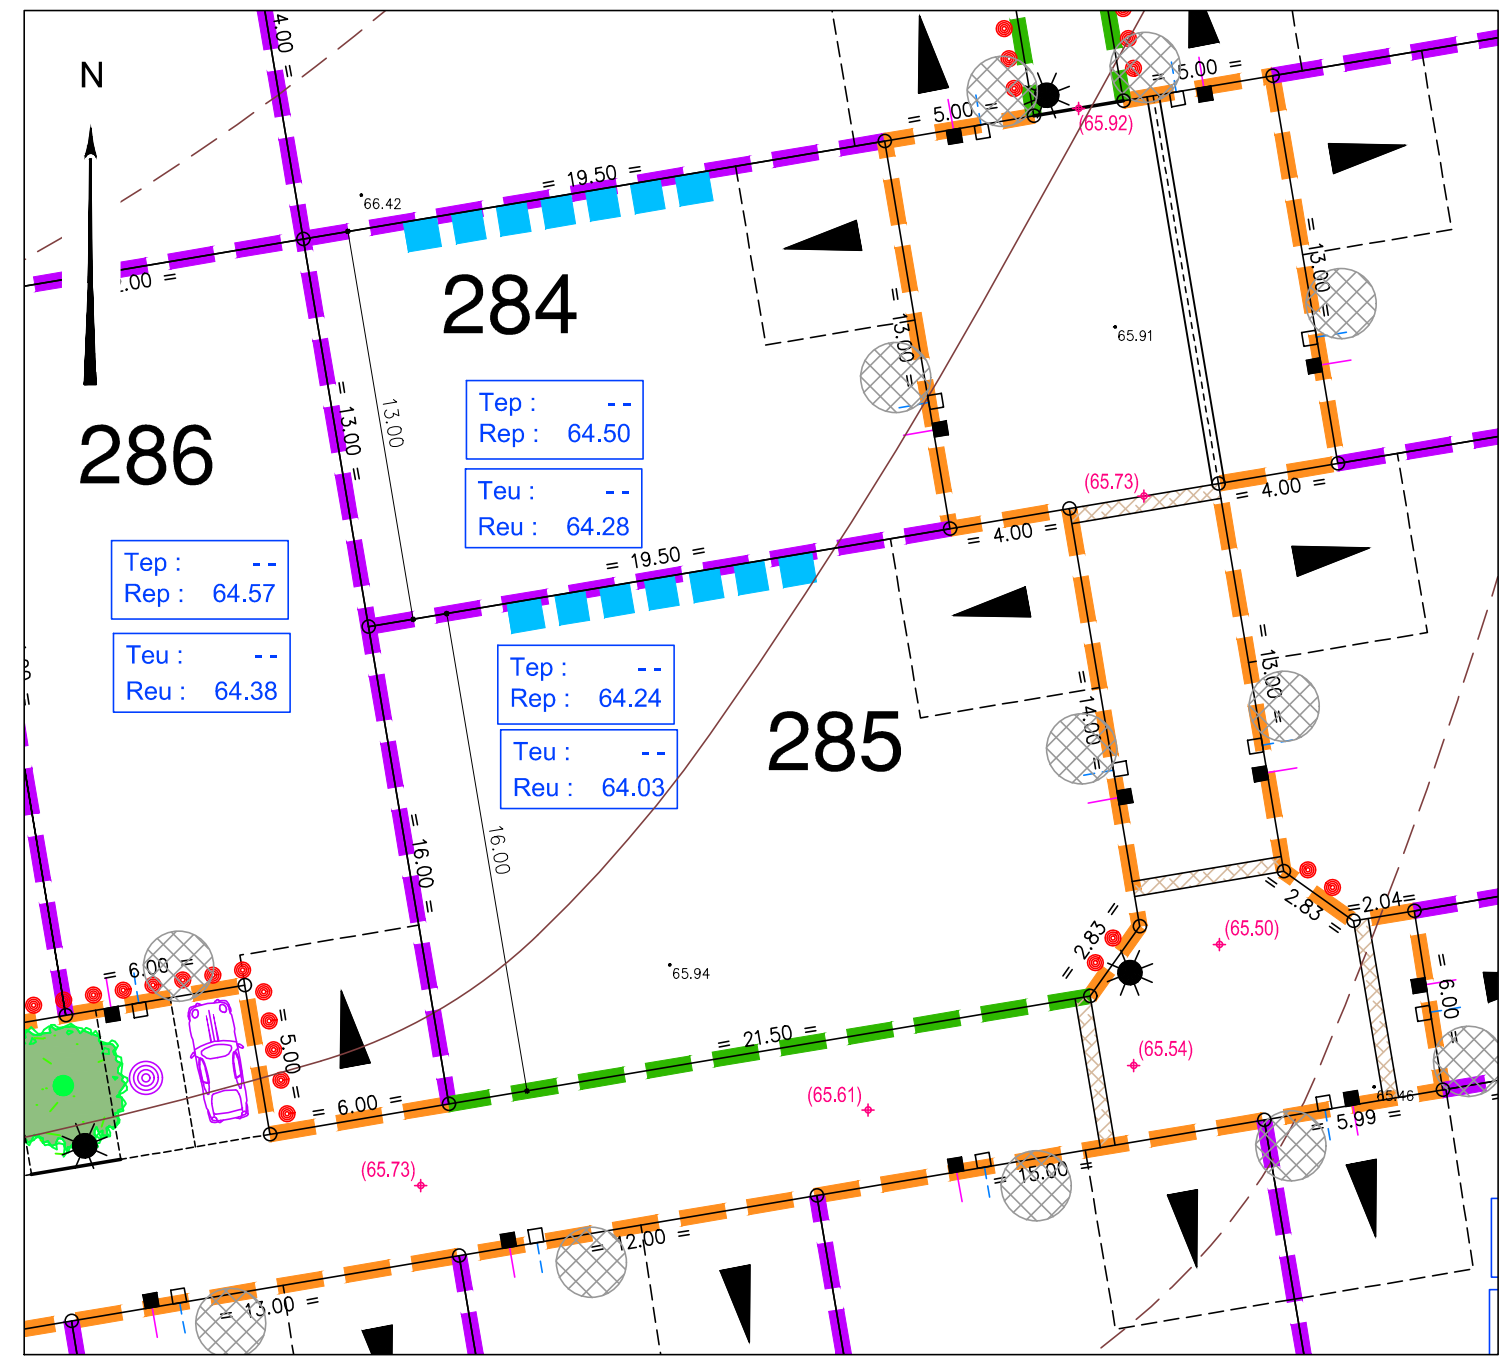 4.00 =
N
= 5.00 =
= 5.00 =
(65.92)
= 19.50 =
66.42
.00 =
284
= 13.00 =
= 13.00 =
65.91
Tep : --
Rep : 64.50
= 13.00 =
13.00
286
Teu : --
Reu : 64.28
(65.73)
= 4.00 =
= 4.00 =
= 19.50 =
Tep : --
Rep : 64.57
Teu : --
Reu : 64.38
Tep : --
Rep : 64.24
= 14.00 =
= 13.00 =
285
Teu : --
Reu : 64.03
= 16.00 =
16.00
= 2.83 =
= 2.83 =
=2.04=
(65.50)
= 6.00 =
65.94
= 6.00 =
= 5.00 =
= 21.50 =
(65.54)
(65.61)
65.46
= 6.00 =
= 5.99 =
(65.73)
= 15.00 =
= 12.00 =
= 13.00 =